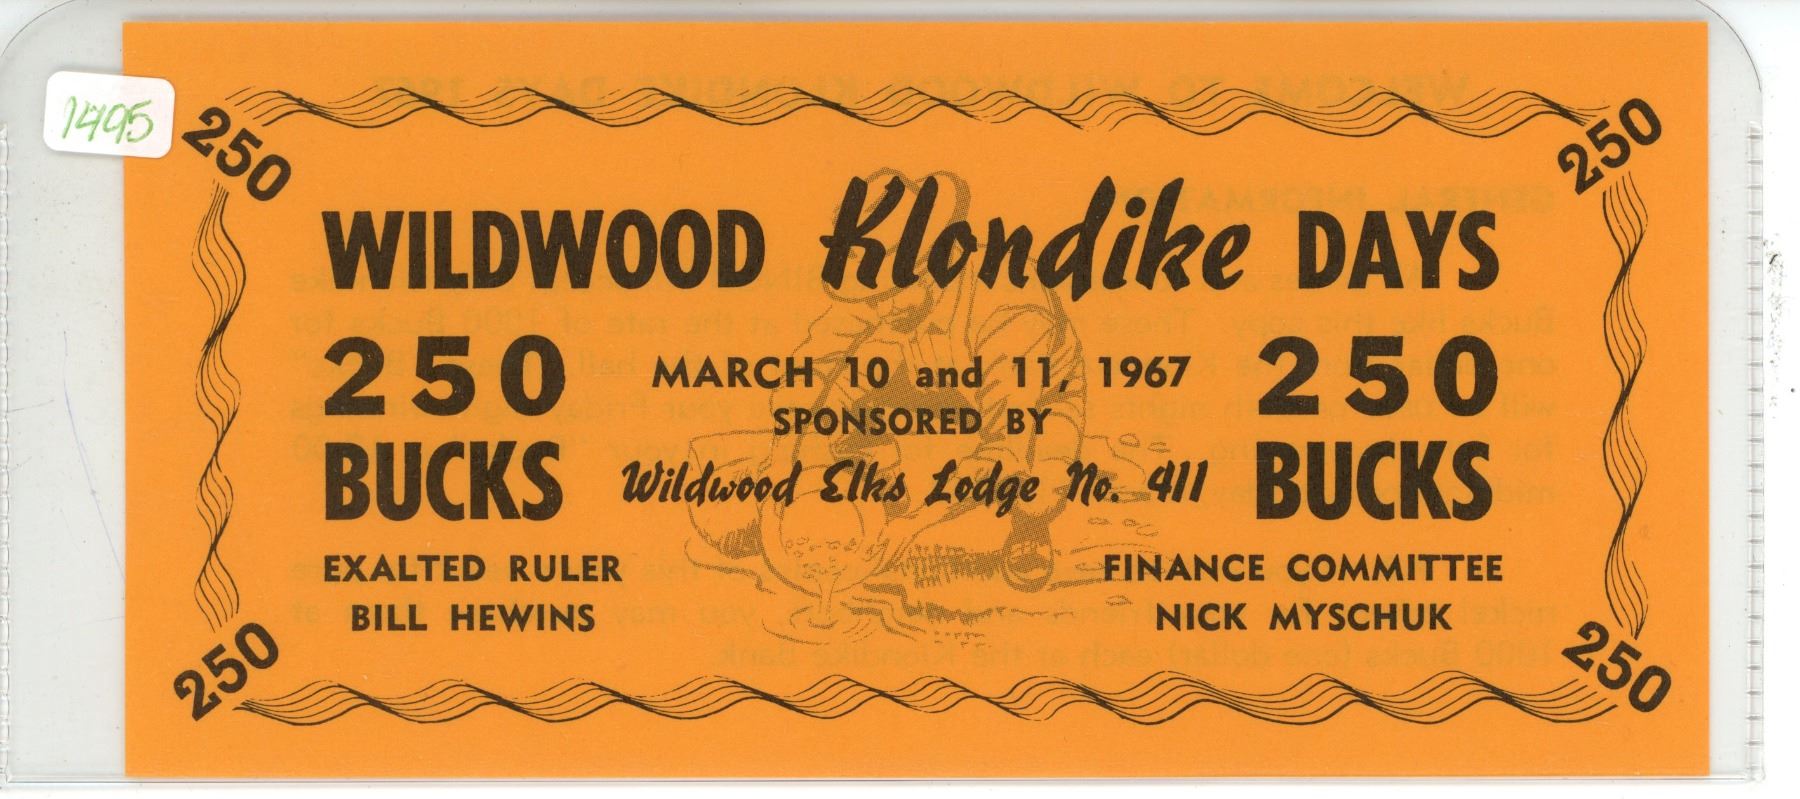 1495
250
250
WILDWOOD Klondike DAYS
250 MARCH 10 and 11, 1967 250
SPONSORED BY
BUCKS Wildwood Elks Lodge No. 411 BUCKS
EXALTED RULER FINANCE COMMITTEE
BILL HEWINS NICK MYSCHUK
250
250